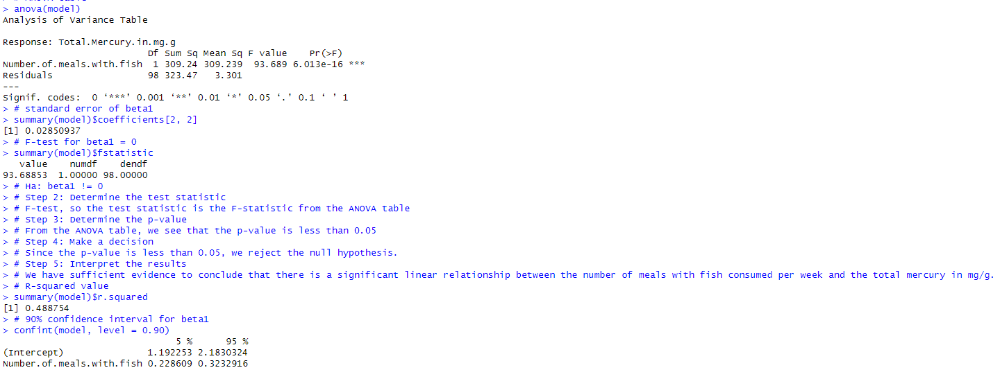 > anova(model)
Analysis of Variance Table
Response: Total.Mercury.in.mg.g
Df Sum Sq Mean Sq F value Pr(>F)
Number.of.meals.with.fish 1 309.24 309.239 93.689 6.013e-16 ***
Residuals 98 323.47 3.301
---
Signif. codes: 0 ‘***’ 0.001 ‘**’ 0.01 ‘*’ 0.05 ‘.’ 0.1 ‘ ’ 1
> # standard error of beta1
> summary(model)$coefficients[2, 2]
[1] 0.02850937
> # F-test for beta1 = 0
> summary(model)$fstatistic
value numdf dendf
93.68853 1.00000 98.00000
> # Ha: beta1 != 0
> # Step 2: Determine the test statistic
> # F-test, so the test statistic is the F-statistic from the ANOVA table
> # Step 3: Determine the p-value
> # From the ANOVA table, we see that the p-value is less than 0.05
> # Step 4: Make a decision
> # Since the p-value is less than 0.05, we reject the null hypothesis.
> # Step 5: Interpret the results
> # We have sufficient evidence to conclude that there is a significant linear relationship between the number of meals with fish consumed per week and the total mercury in mg/g.
> # R-squared value
> summary(model)$r.squared
[1] 0.488754
> # 90% confidence interval for beta1
> confint(model, level = 0.90)
5 % 95 %
(Intercept) 1.192253 2.1830324
Number.of.meals.with.fish 0.228609 0.3232916